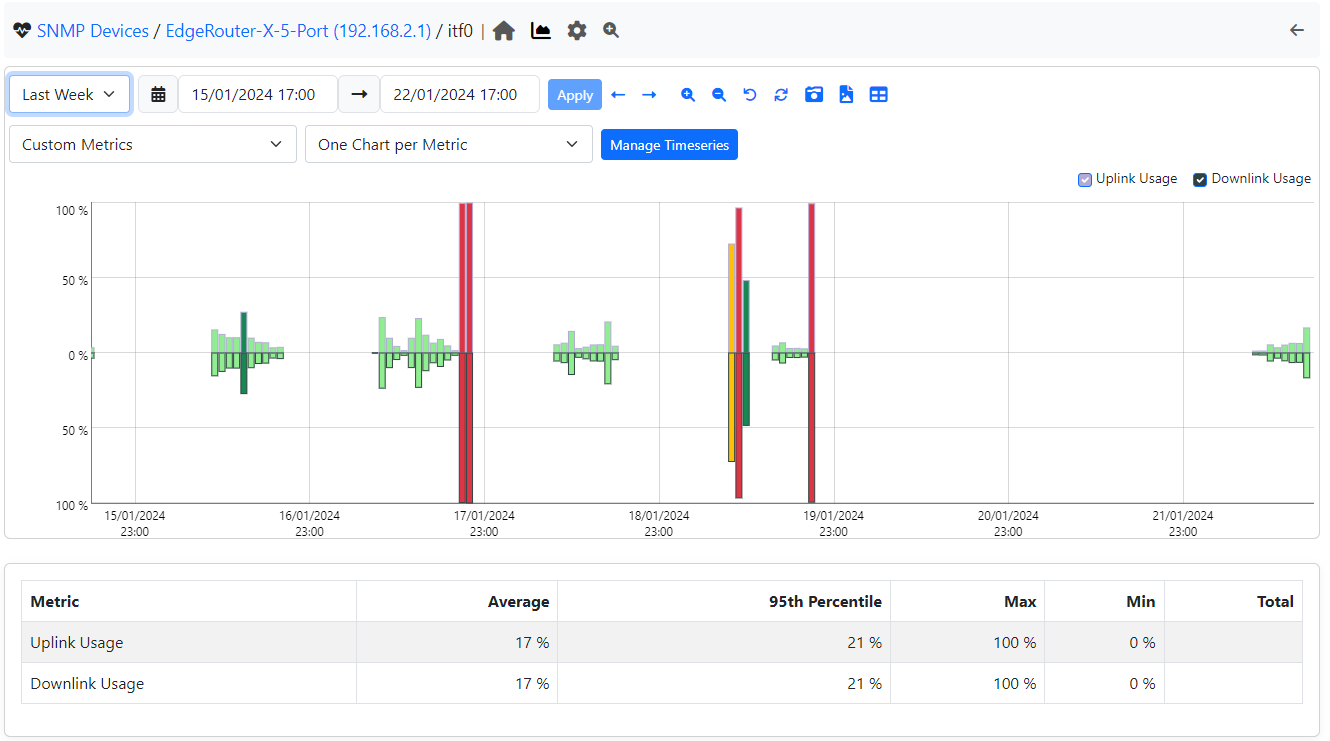 SNMP Devices / EdgeRouter-X-5-Port (192.168.2.1) / itf0 |
Last Week 15/01/2024 17:00 22/01/2024 17:00 Apply
Custom Metrics One Chart per Metric Manage Timeseries
Uplink Usage Downlink Usage
100 %
50 %
0 %
50 %
100 %
15/01/2024 16/01/2024 17/01/2024 18/01/2024 19/01/2024 20/01/2024 21/01/2024
23:00 23:00 23:00 23:00 23:00 23:00 23:00
Metric Average 95th Percentile Max Min Total
Uplink Usage 17 % 21 % 100 % 0 %
Downlink Usage 17 % 21 % 100 % 0 %